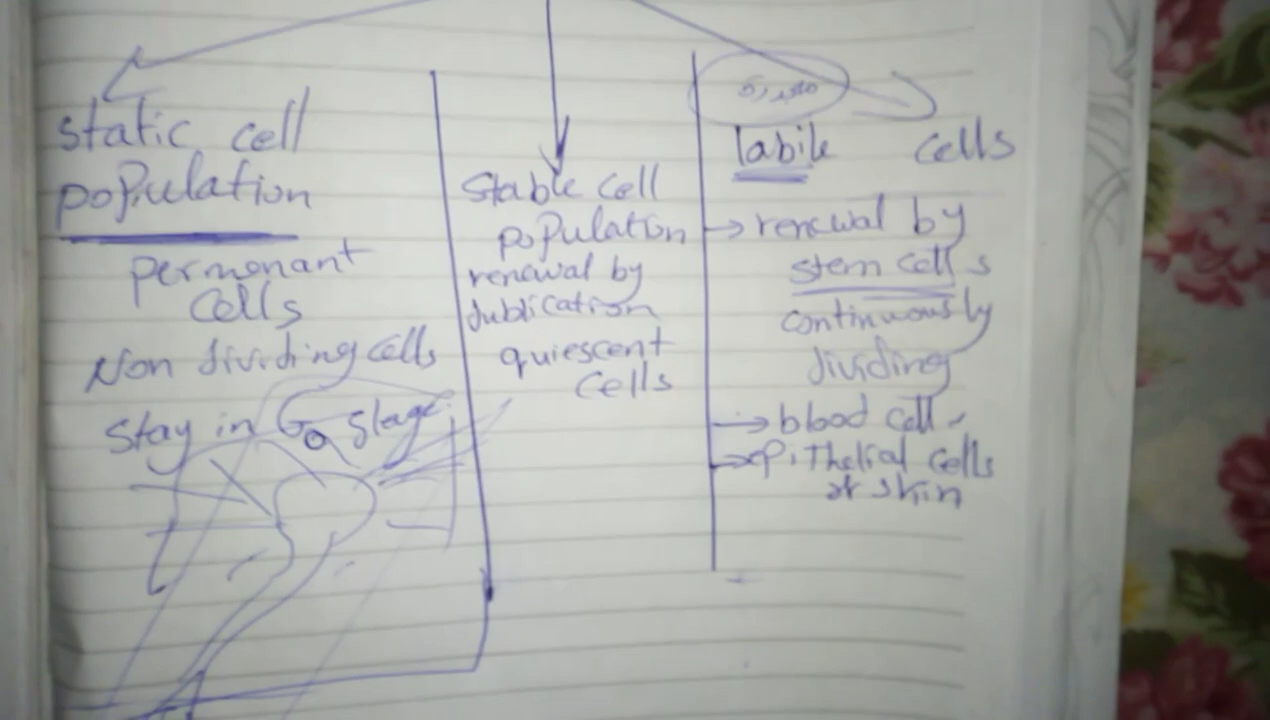 static cell
population
permenant
cells
Non dividing cells
stay in G0 stage
stable cell
population
renewal by
dublication
quiescent
cells
labile cells
→ renewal by
stem cells
continuously
dividing
→ blood cell
→ epithelial cells
of skin